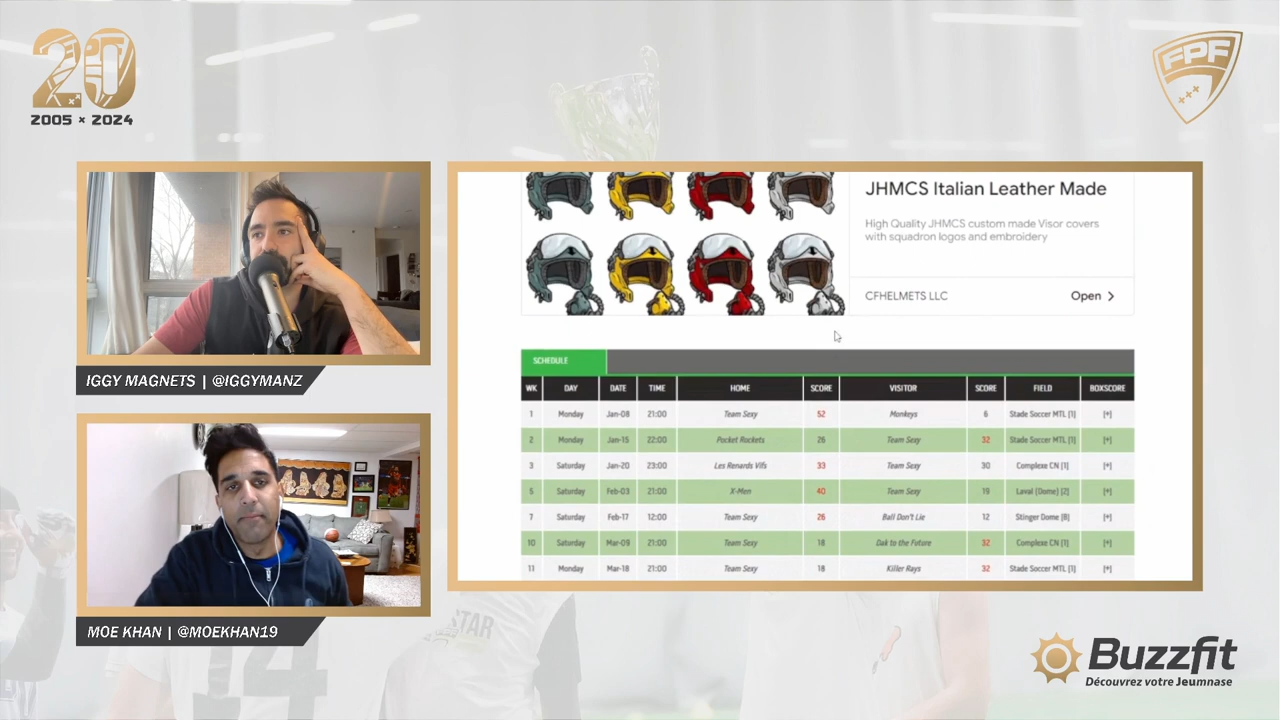 20
2005 × 2024
FPF
JHMCS Italian Leather Made
High Quality JHMCS custom made Visor covers
with squadron logos and embroidery
CFHELMETS LLC
Open >
IGGY MAGNETS | @IGGYMANZ
MOE KHAN | @MOEKHAN19
SCHEDULE
WK DAY DATE TIME HOME SCORE VISITOR SCORE FIELD BOXSCORE
1 Monday Jan-08 21:00 Team Sexy 52 Monkeys 6 Stade Soccer MTL [1] [+]
2 Monday Jan-15 22:00 Pocket Rockets 26 Team Sexy 32 Stade Soccer MTL [1] [+]
3 Saturday Jan-20 23:00 Les Renards Vifs 33 Team Sexy 30 Complexe CN [1] [+]
5 Saturday Feb-03 21:00 X-Men 40 Team Sexy 19 Laval (Dome) [2] [+]
7 Saturday Feb-17 12:00 Team Sexy 26 Ball Don't Lie 12 Stinger Dome [8] [+]
10 Saturday Mar-09 21:00 Team Sexy 18 Dak to the Future 32 Complexe CN [1] [+]
11 Monday Mar-18 21:00 Team Sexy 18 Killer Rays 32 Stade Soccer MTL [1] [+]
STAR
14
Buzzfit
Découvrez votre Jeumnase